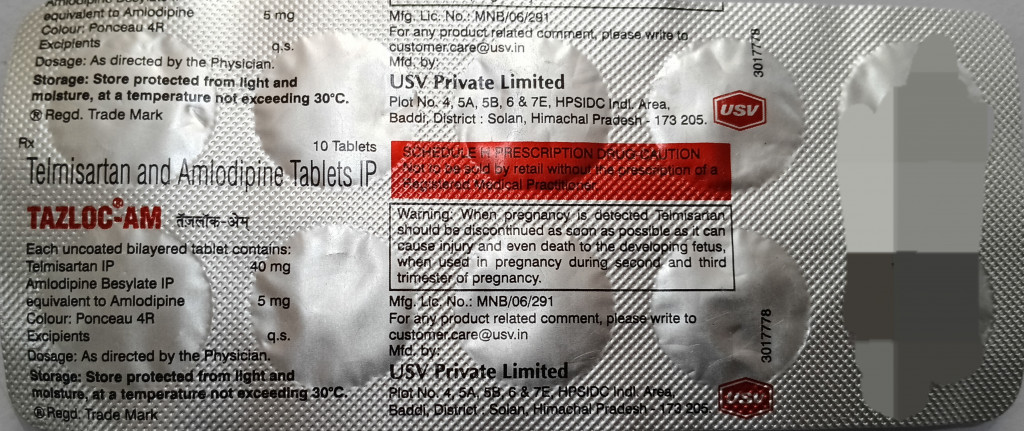 Amlodipine Besylate
equivalent to Amlodipine 5 mg
Colour: Ponceau 4R
Excipients q.s.
Dosage: As directed by the Physician.
Storage: Store protected from light and
moisture, at a temperature not exceeding 30°C.
® Regd. Trade Mark
Mfg. Lic. No.: MNB/06/291
For any product related comment, please write to
customer.care@usv.in
Mfd. by:
USV Private Limited
Plot No. 4, 5A, 5B, 6 & 7E, HPSIDC Indl. Area,
Baddi, District : Solan, Himachal Pradesh - 173 205.
USV
3017778
Rx 10 Tablets
Telmisartan and Amlodipine Tablets IP
TAZLOC®-AM तॅज़लॉक-ऐम्
Each uncoated bilayered tablet contains:
Telmisartan IP 40 mg
Amlodipine Besylate IP
equivalent to Amlodipine 5 mg
Colour: Ponceau 4R
Excipients q.s.
Dosage: As directed by the Physician.
Storage: Store protected from light and
moisture, at a temperature not exceeding 30°C.
® Regd. Trade Mark
SCHEDULE H PRESCRIPTION DRUG-CAUTION
Not to be sold by retail without the prescription of a
Registered Medical Practitioner
Warning: When pregnancy is detected Telmisartan
should be discontinued as soon as possible as it can
cause injury and even death to the developing fetus,
when used in pregnancy during second and third
trimester of pregnancy.
Mfg. Lic. No.: MNB/06/291
For any product related comment, please write to
customer.care@usv.in
Mfd. by:
USV Private Limited
Plot No. 4, 5A, 5B, 6 & 7E, HPSIDC Indl. Area,
Baddi, District : Solan, Himachal Pradesh - 173 205.
USV
3017778